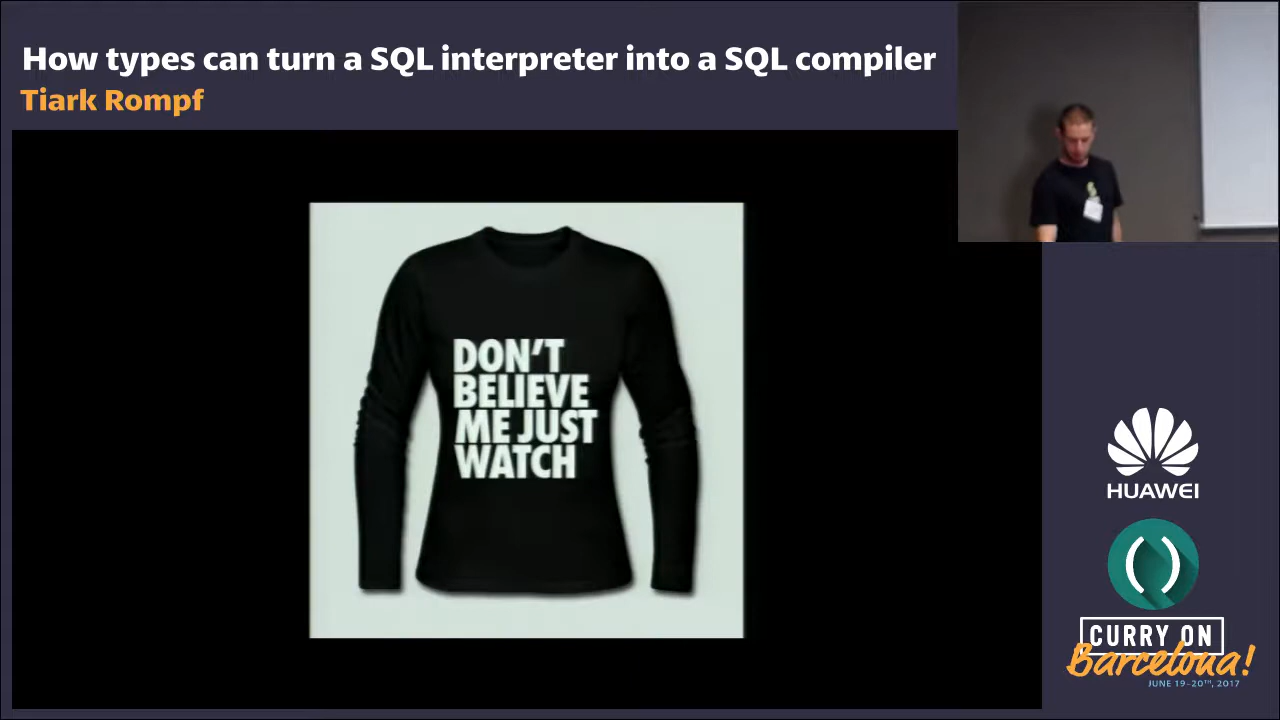 How types can turn a SQL interpreter into a SQL compiler
Tiark Rompf
DON'T
BELIEVE
ME JUST
WATCH
HUAWEI
CURRY ON
Barcelona!
JUNE 19-20TH, 2017